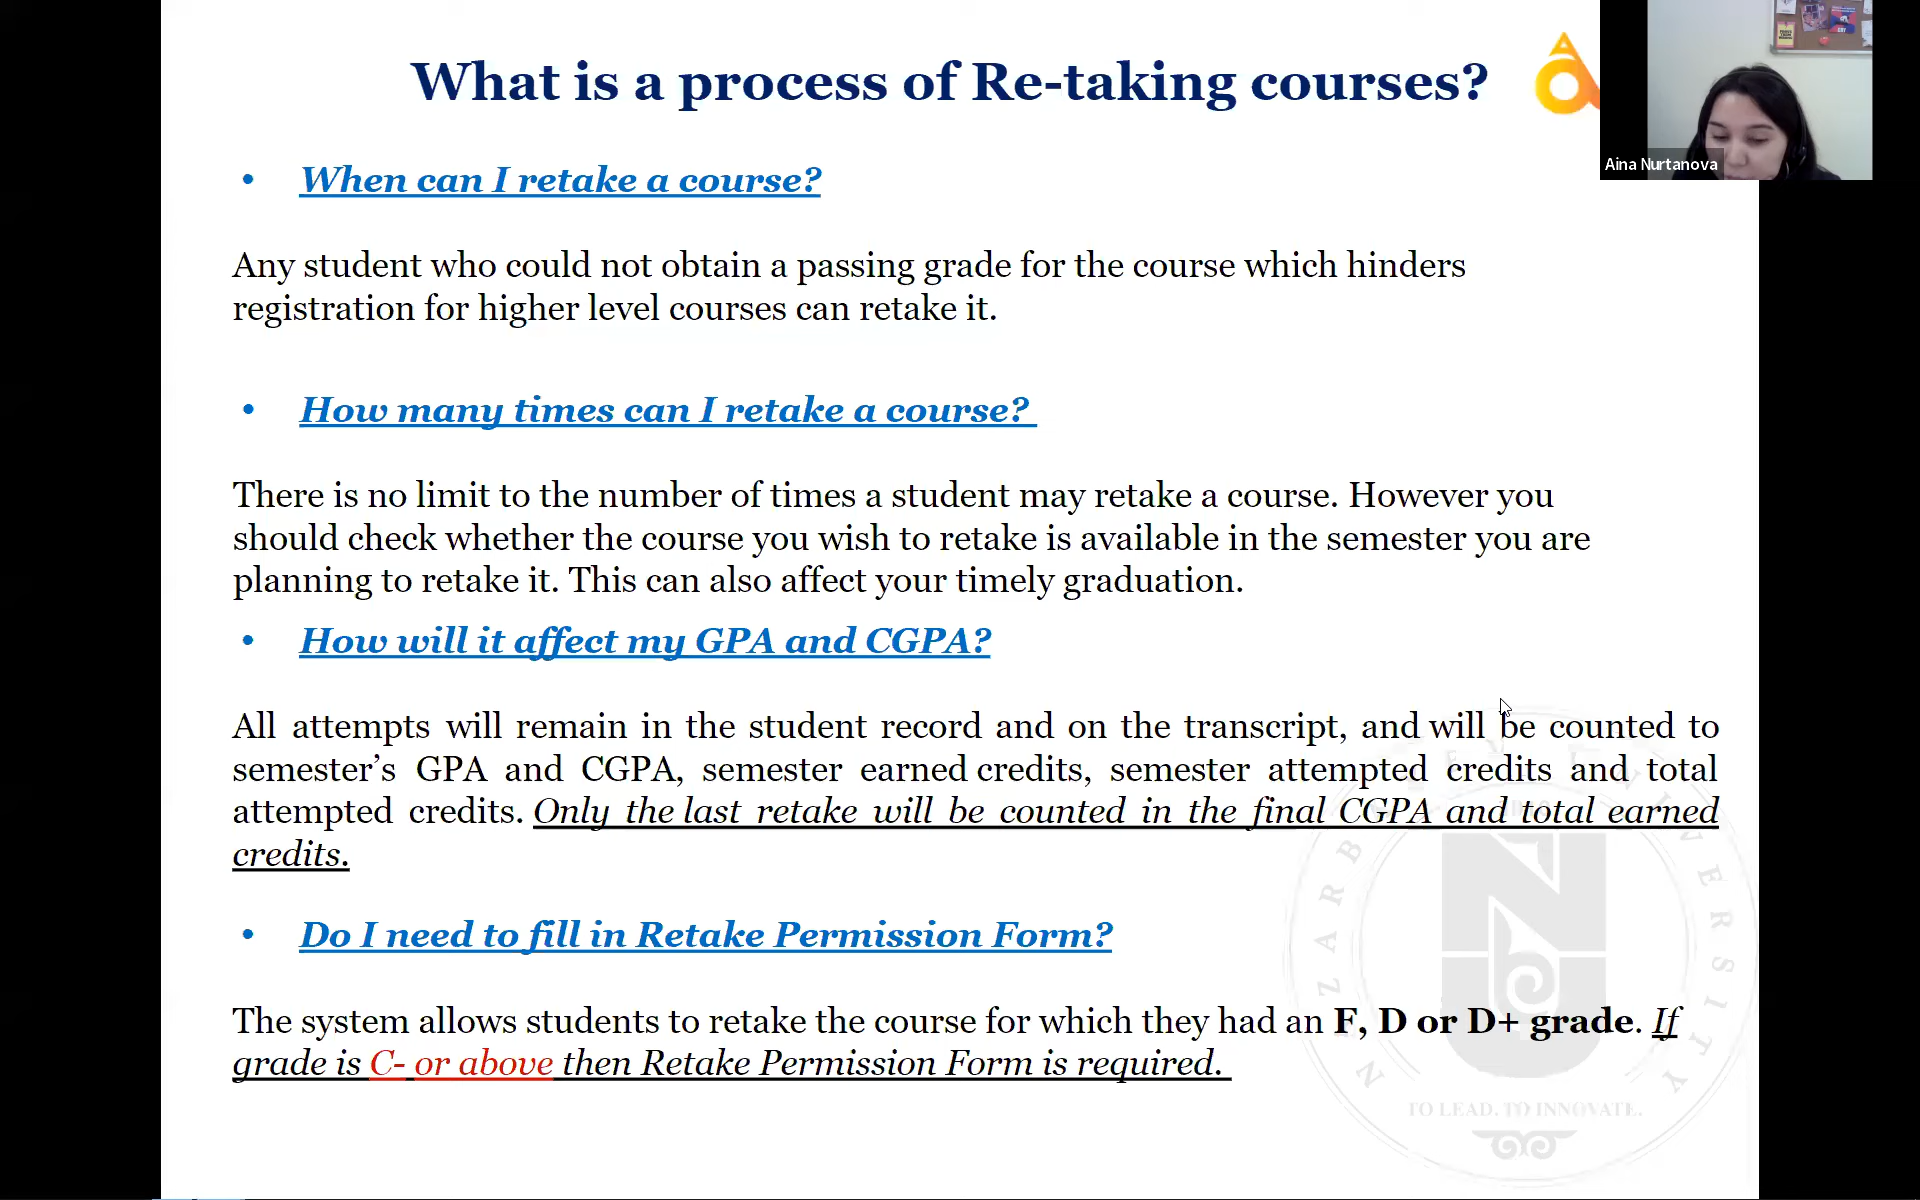 What is a process of Re-taking courses?
Aina Nurtanova
• When can I retake a course?
Any student who could not obtain a passing grade for the course which hinders
registration for higher level courses can retake it.
• How many times can I retake a course?
There is no limit to the number of times a student may retake a course. However you
should check whether the course you wish to retake is available in the semester you are
planning to retake it. This can also affect your timely graduation.
• How will it affect my GPA and CGPA?
All attempts will remain in the student record and on the transcript, and will be counted to
semester’s GPA and CGPA, semester earned credits, semester attempted credits and total
attempted credits. Only the last retake will be counted in the final CGPA and total earned
credits.
• Do I need to fill in Retake Permission Form?
The system allows students to retake the course for which they had an F, D or D+ grade. If
grade is C- or above then Retake Permission Form is required.
TO LEAD. TO INNOVATE.